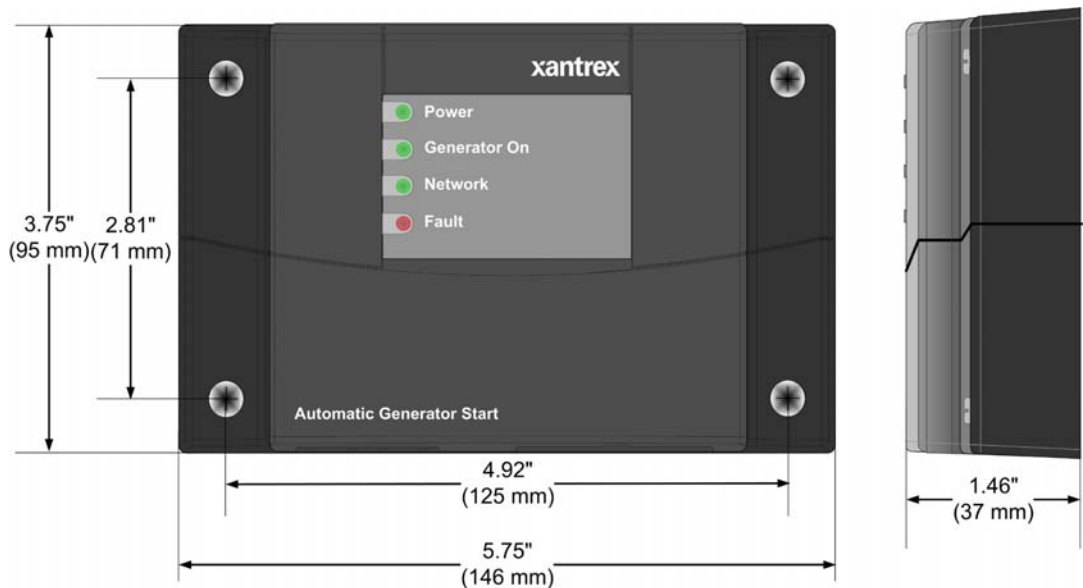 xantrex
Power
Generator On
Network
Fault
3.75"
(95 mm)
2.81"
(71 mm)
Automatic Generator Start
4.92"
(125 mm)
5.75"
(146 mm)
1.46"
(37 mm)